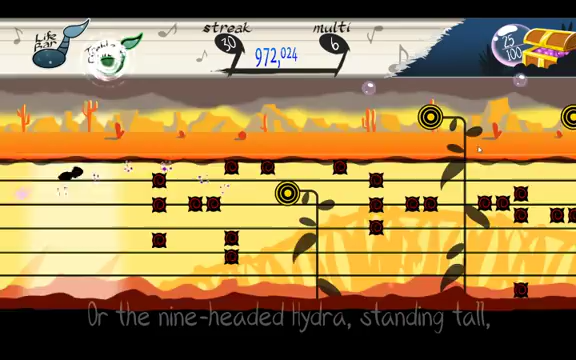 streak
multi
Life
Bar
30
972,024
6
25
100
Or the nine-headed Hydra, standing tall,